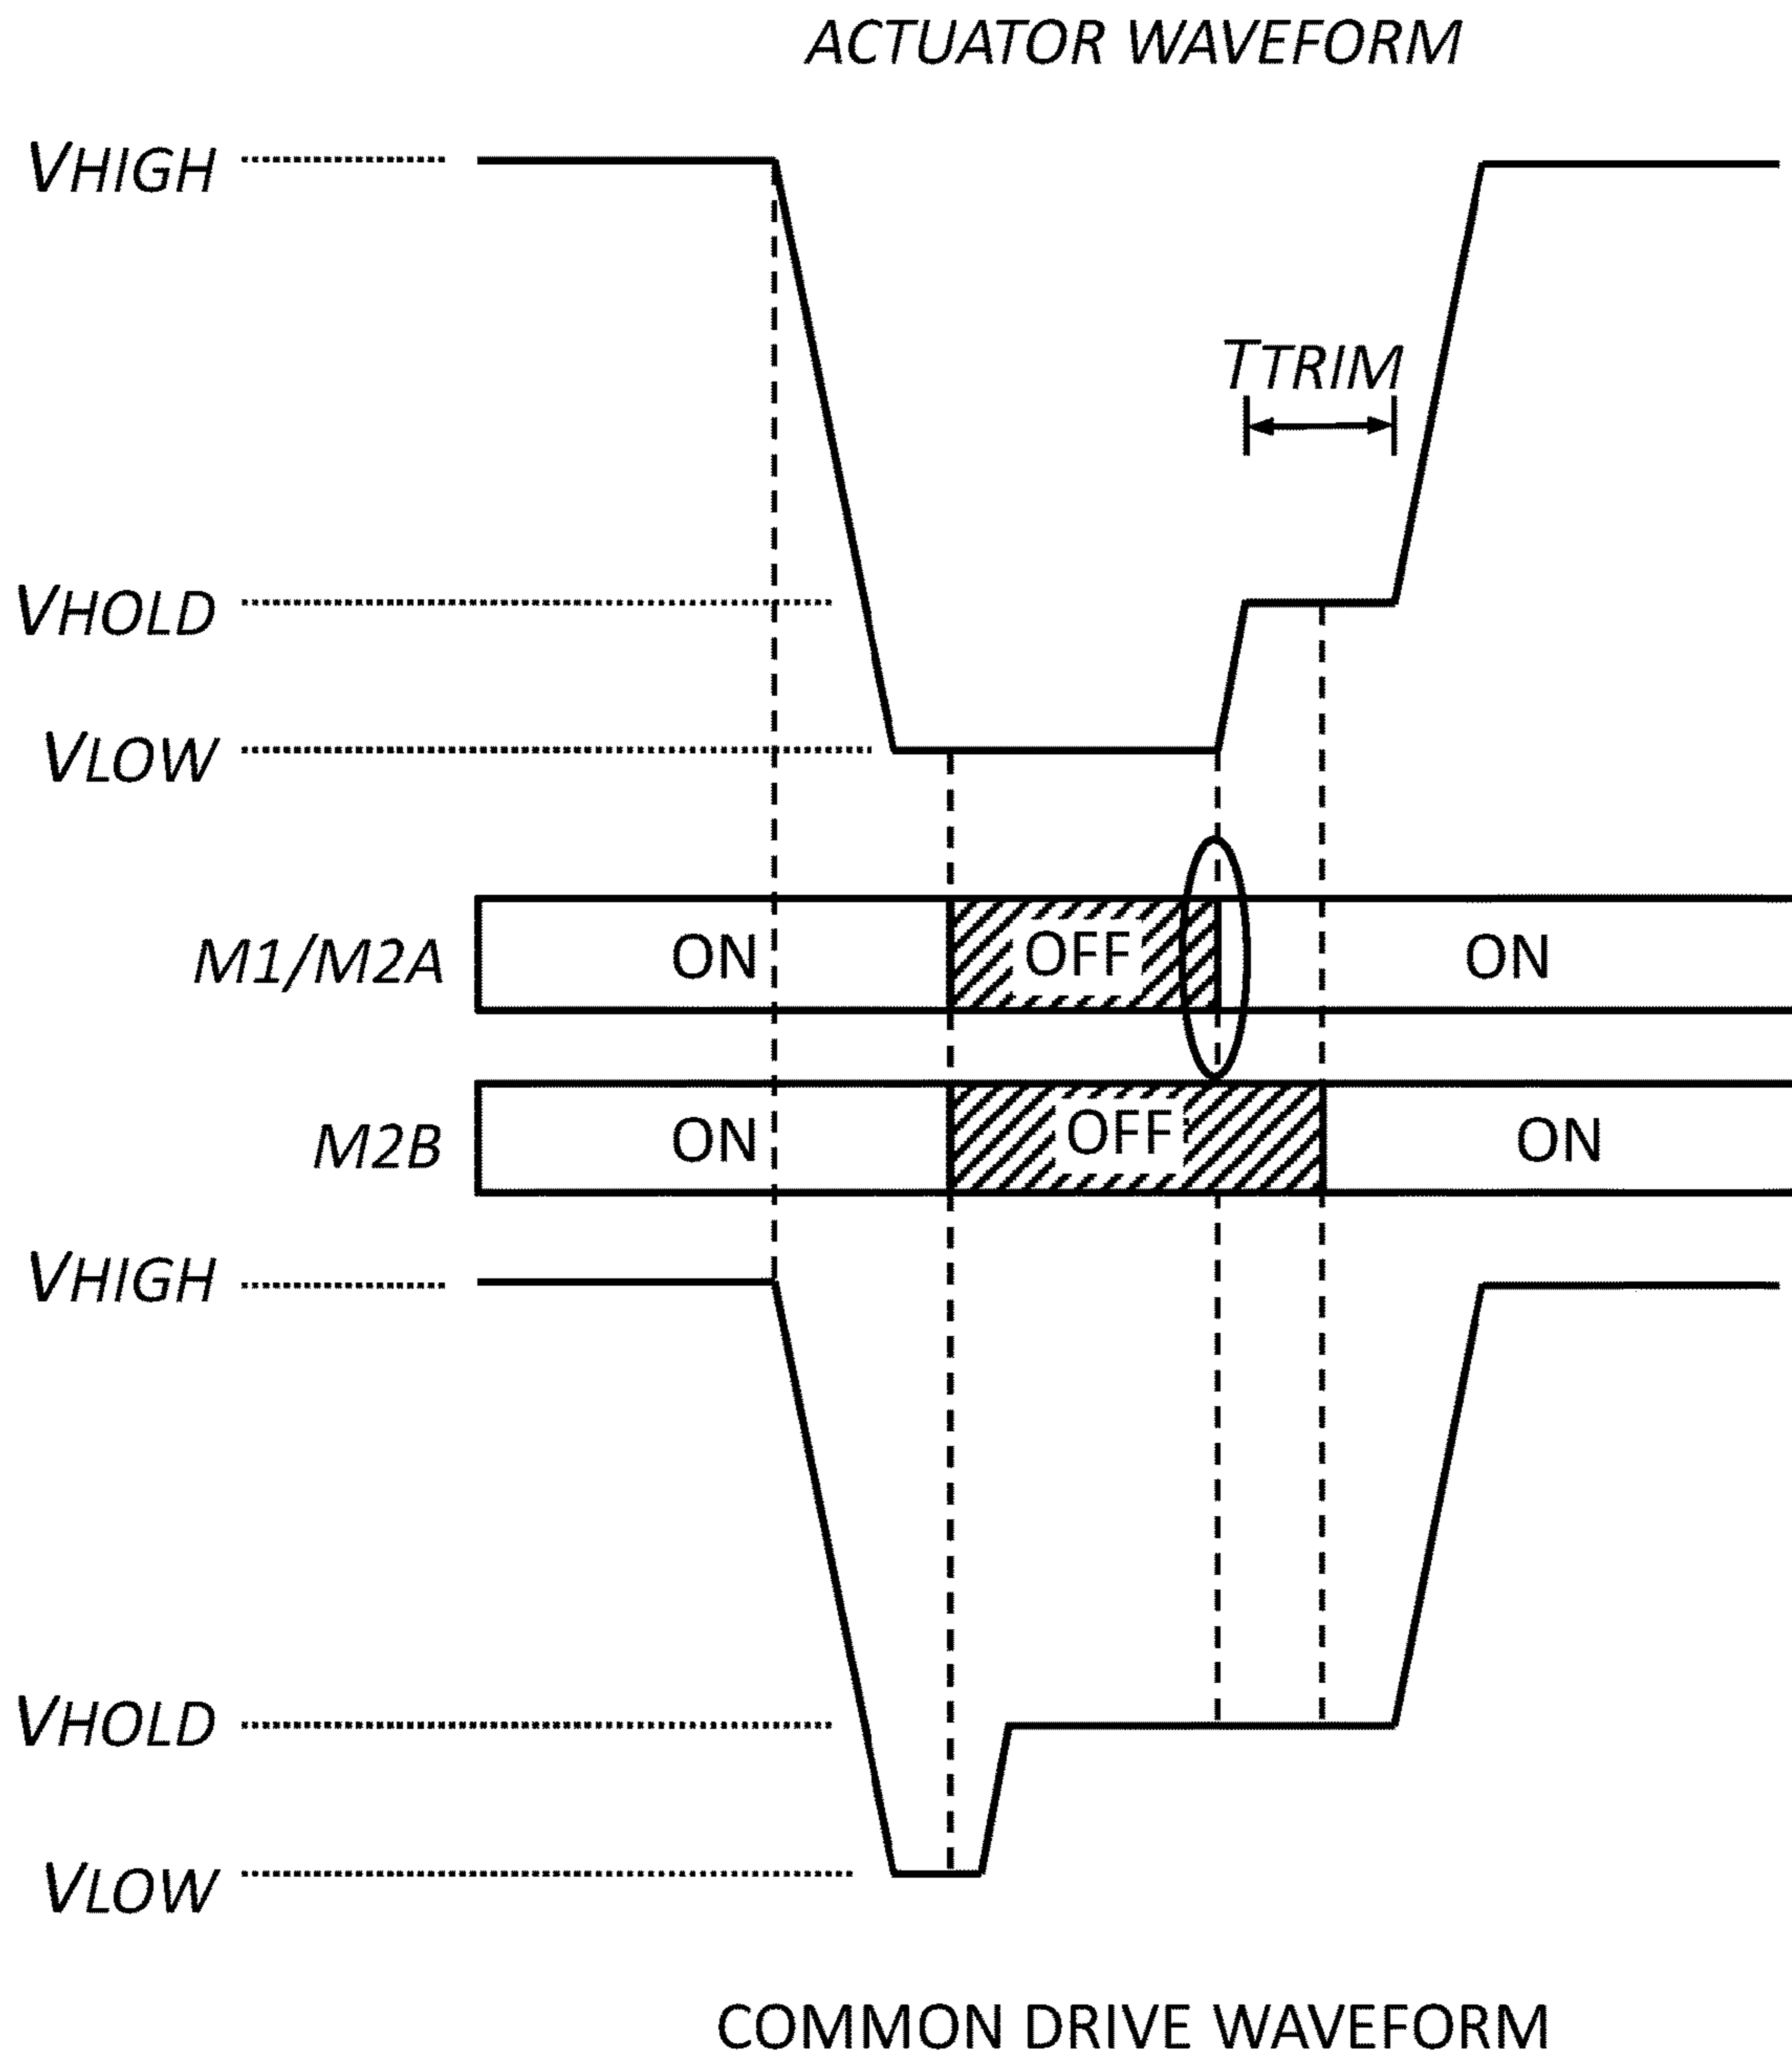 ACTUATOR WAVEFORM
VHIGH
TTRIM
VHOLD
VLOW
M1/M2A ON OFF ON
M2B ON OFF ON
VHIGH
VHOLD
VLOW
COMMON DRIVE WAVEFORM